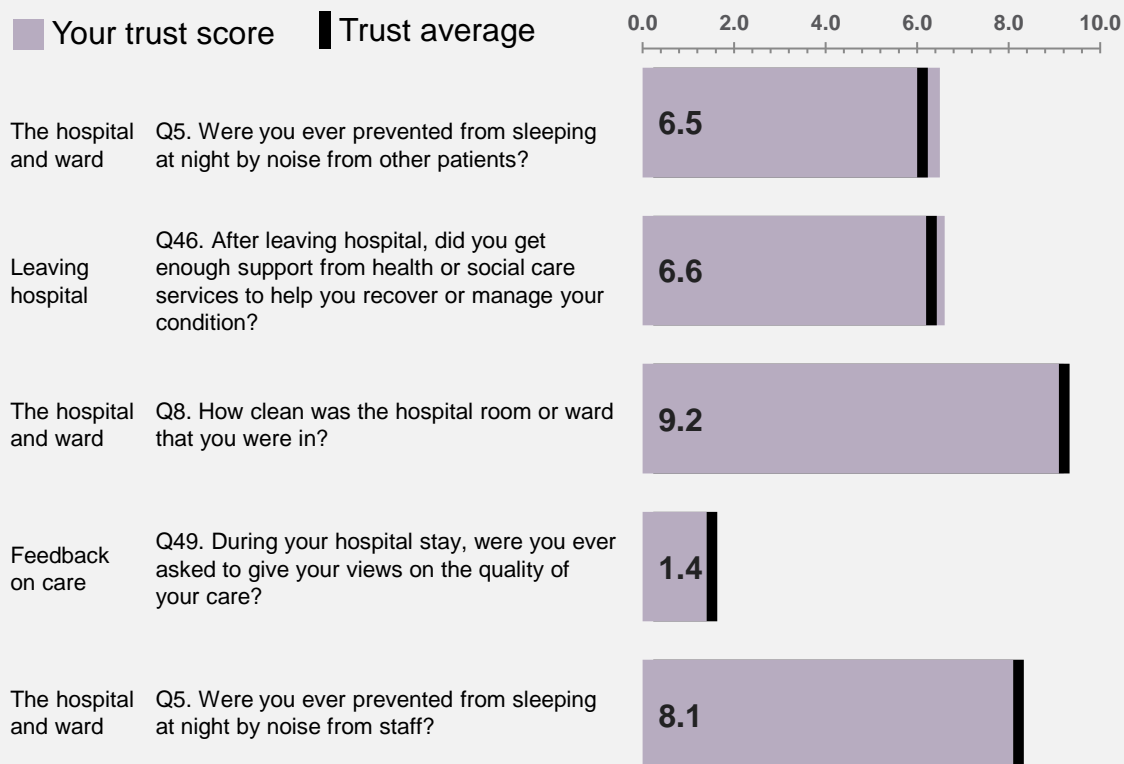 Your trust score Trust average
0.0 2.0 4.0 6.0 8.0 10.0
The hospital
and ward
Q5. Were you ever prevented from sleeping
at night by noise from other patients?
6.5
Leaving
hospital
Q46. After leaving hospital, did you get
enough support from health or social care
services to help you recover or manage your
condition?
6.6
The hospital
and ward
Q8. How clean was the hospital room or ward
that you were in?
9.2
Feedback
on care
Q49. During your hospital stay, were you ever
asked to give your views on the quality of
your care?
1.4
The hospital
and ward
Q5. Were you ever prevented from sleeping
at night by noise from staff?
8.1